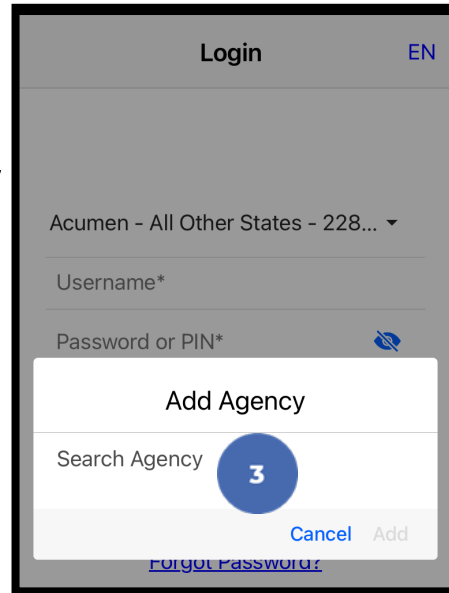 Login
EN
Acumen - All Other States - 228...
Username*
Password or PIN*
Add Agency
Search Agency
3
Cancel Add
Forgot Password?